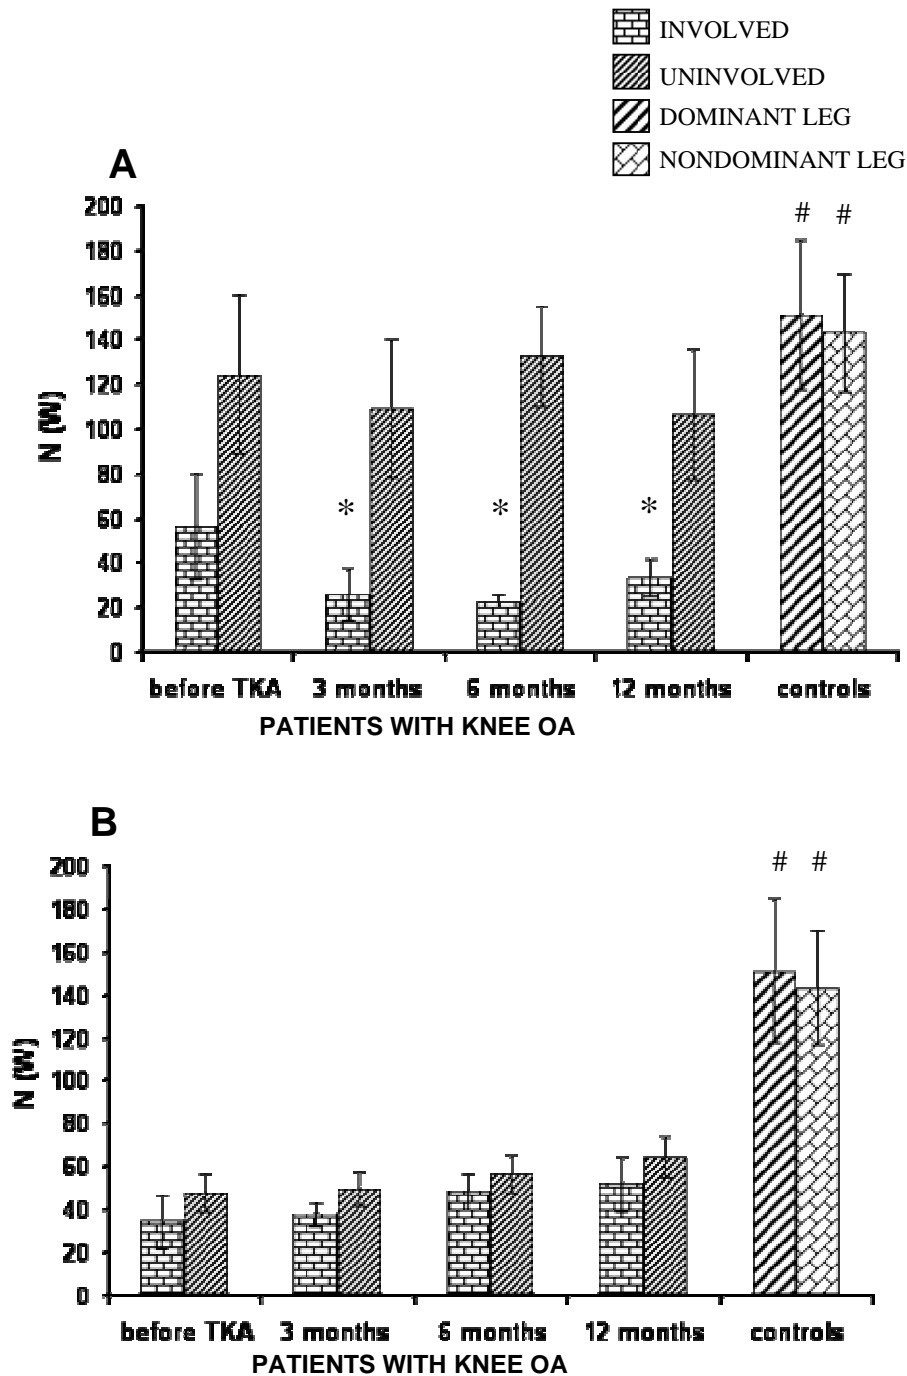 INVOLVED
UNINVOLVED
DOMINANT LEG
NONDOMINANT LEG
A
# #
200
180
160
140
120
100
80
60
40
20
0
N (W)
* * *
before TKA 3 months 6 months 12 months controls
PATIENTS WITH KNEE OA
B
# #
200
180
160
140
120
100
80
60
40
20
0
N (W)
before TKA 3 months 6 months 12 months controls
PATIENTS WITH KNEE OA